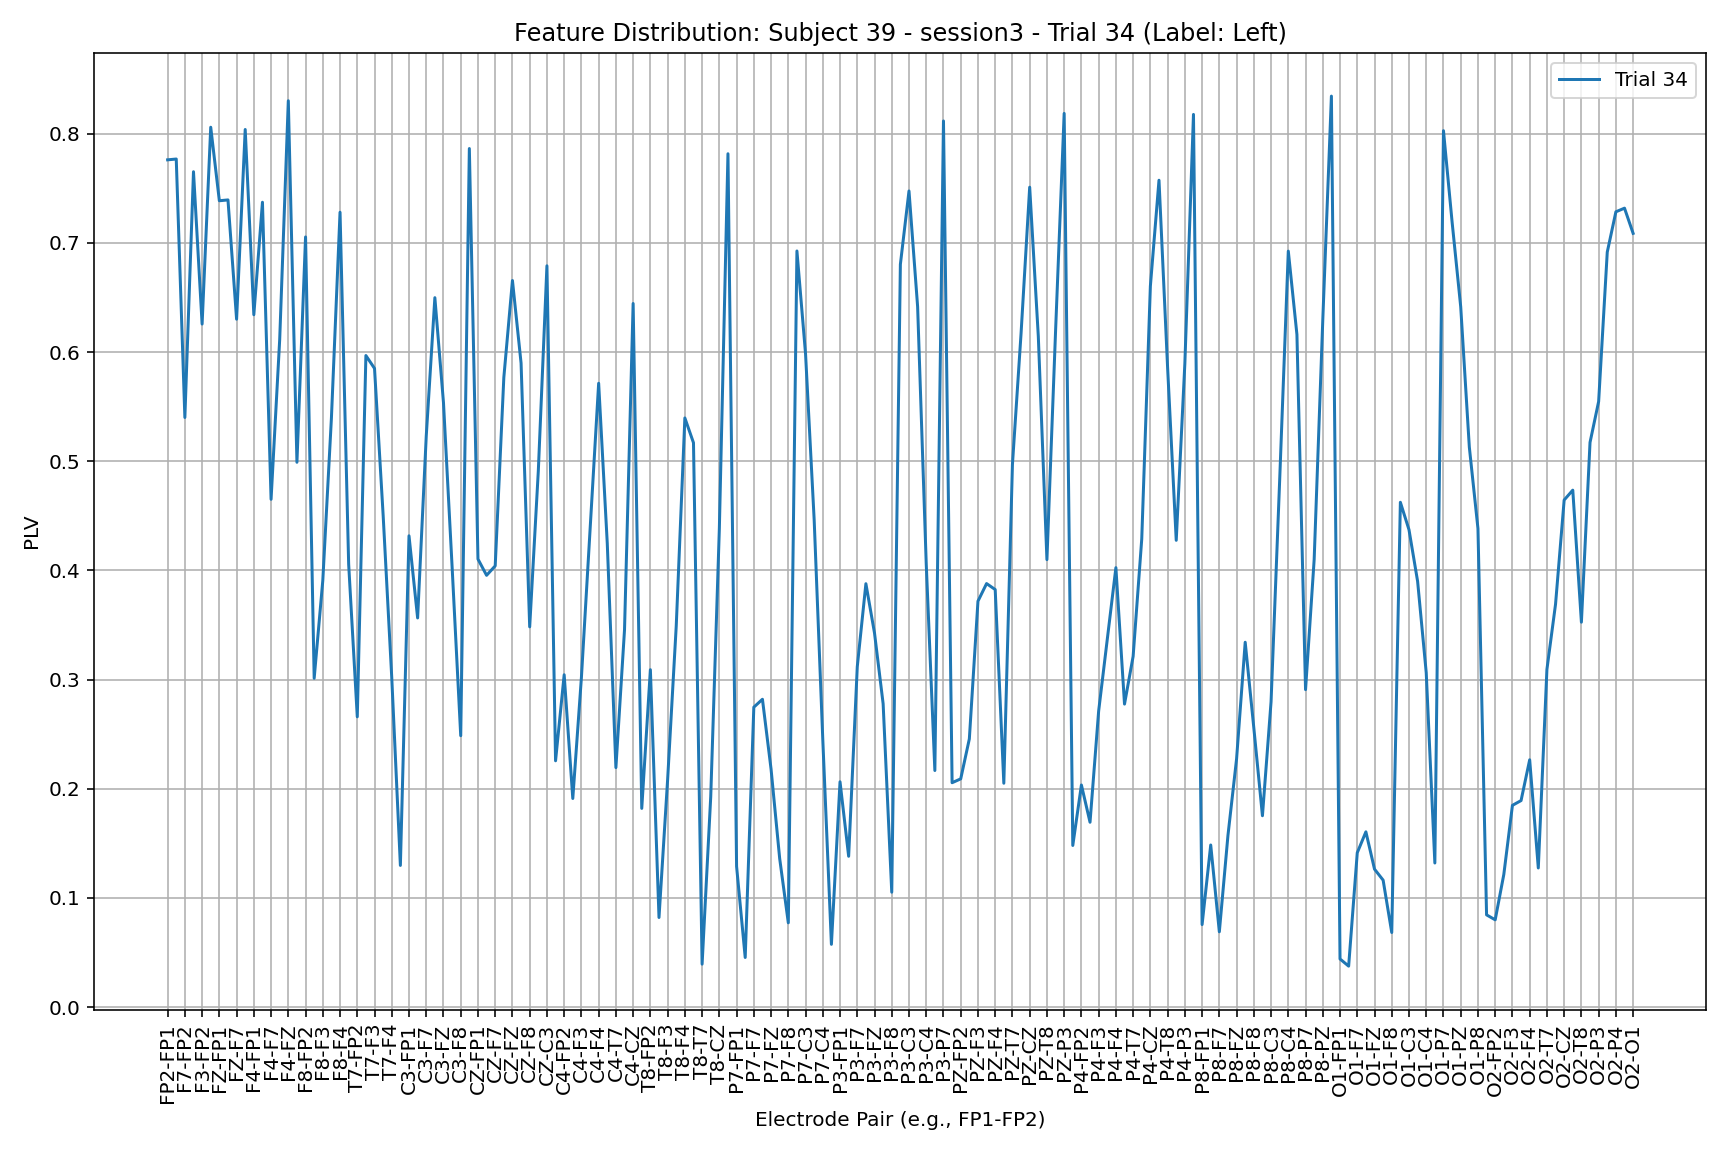 Feature Distribution: Subject 39 - session3 - Trial 34 (Label: Left)
Trial 34
PLV
0.8
0.7
0.6
0.5
0.4
0.3
0.2
0.1
0.0
FP2-FP1
F7-FP2
F3-FP2
FZ-FP1
FZ-F7
F4-FP1
F4-F7
F4-FZ
F8-FP2
F8-F3
F8-F4
T7-FP2
T7-F3
T7-F4
C3-FP1
C3-F7
C3-FZ
C3-F8
CZ-FP1
CZ-F7
CZ-FZ
CZ-F8
CZ-C3
C4-FP2
C4-F3
C4-F4
C4-T7
C4-CZ
T8-FP2
T8-F3
T8-F4
T8-T7
T8-CZ
P7-FP1
P7-F7
P7-FZ
P7-F8
P7-C3
P7-C4
P3-FP1
P3-F7
P3-FZ
P3-F8
P3-C3
P3-C4
P3-P7
PZ-FP2
PZ-F3
PZ-F4
PZ-T7
PZ-CZ
PZ-T8
PZ-P3
P4-FP2
P4-F3
P4-F4
P4-T7
P4-CZ
P4-T8
P4-P3
P8-FP1
P8-F7
P8-FZ
P8-F8
P8-C3
P8-C4
P8-P7
P8-PZ
O1-FP1
O1-F7
O1-FZ
O1-F8
O1-C3
O1-C4
O1-P7
O1-PZ
O1-P8
O2-FP2
O2-F3
O2-F4
O2-T7
O2-CZ
O2-T8
O2-P3
O2-P4
O2-O1
Electrode Pair (e.g., FP1-FP2)